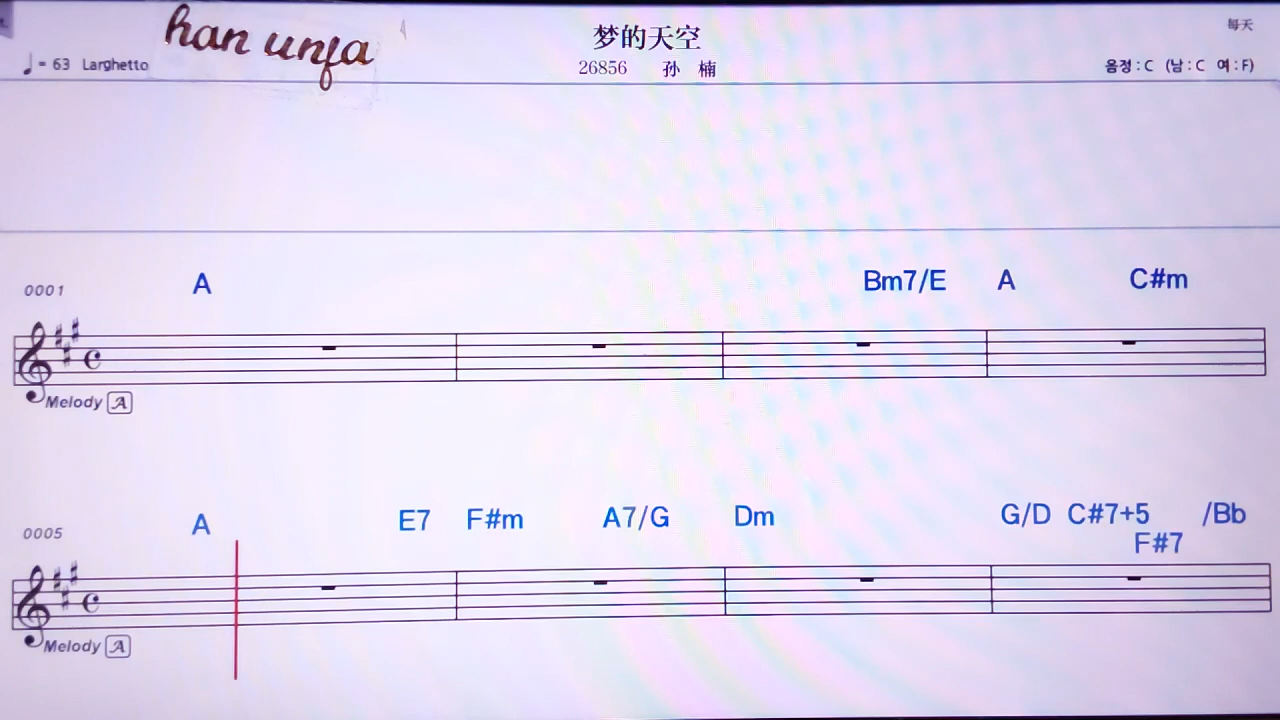 han unfa
梦的天空
每天
♩= 63 Larghetto
26856 孙 楠
음정 : C (남 : C 여 : F)
0001
A Bm7/E A C#m
Melody A
0005
A E7 F#m A7/G Dm G/D C#7+5 /Bb
F#7
Melody A